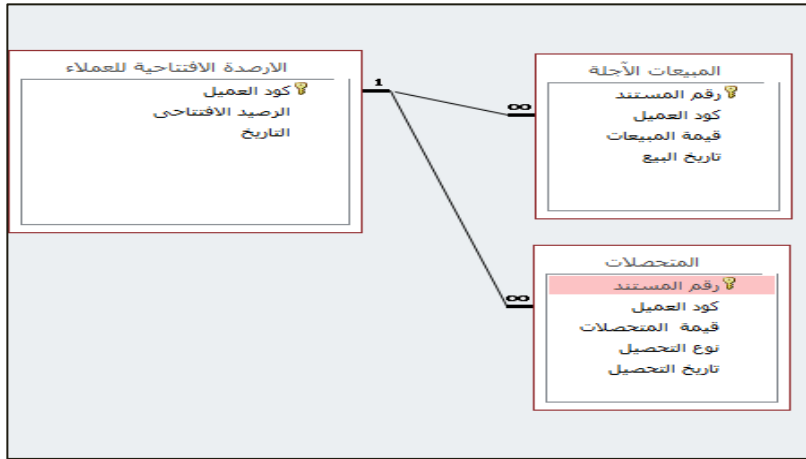 الارصدة الافتتاحية للعملاء
كود العميل
الرصيد الافتتاحى
التاريخ
1
∞
∞
المبيعات الآجلة
رقم المستند
كود العميل
قيمة المبيعات
تاريخ البيع
المتحصلات
رقم المستند
كود العميل
قيمة المتحصلات
نوع التحصيل
تاريخ التحصيل